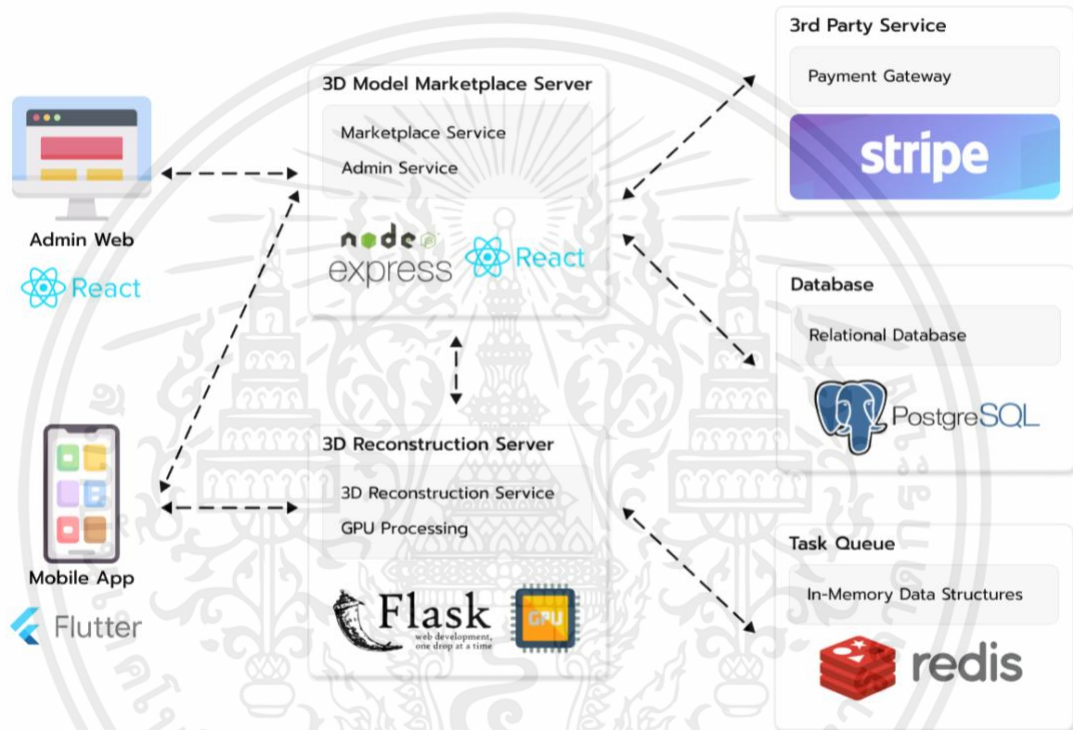 3rd Party Service
Payment Gateway
stripe
3D Model Marketplace Server
Marketplace Service
Admin Service
node
express
React
Admin Web
React
Database
Relational Database
PostgreSQL
3D Reconstruction Server
3D Reconstruction Service
GPU Processing
Flask
web development,
one drop at a time
GPU
Mobile App
Flutter
Task Queue
In-Memory Data Structures
redis